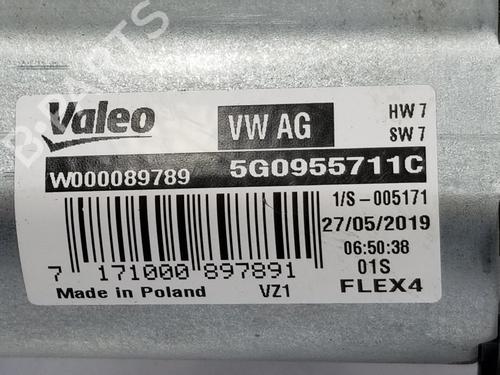 B-PARTS
Valeo
VW AG
HW 7
SW 7
W000089789
5G0955711C
1/S-005171
27/05/2019
06:50:38
01S
7 171000 897891
Made in Poland
VZ1
FLEX4